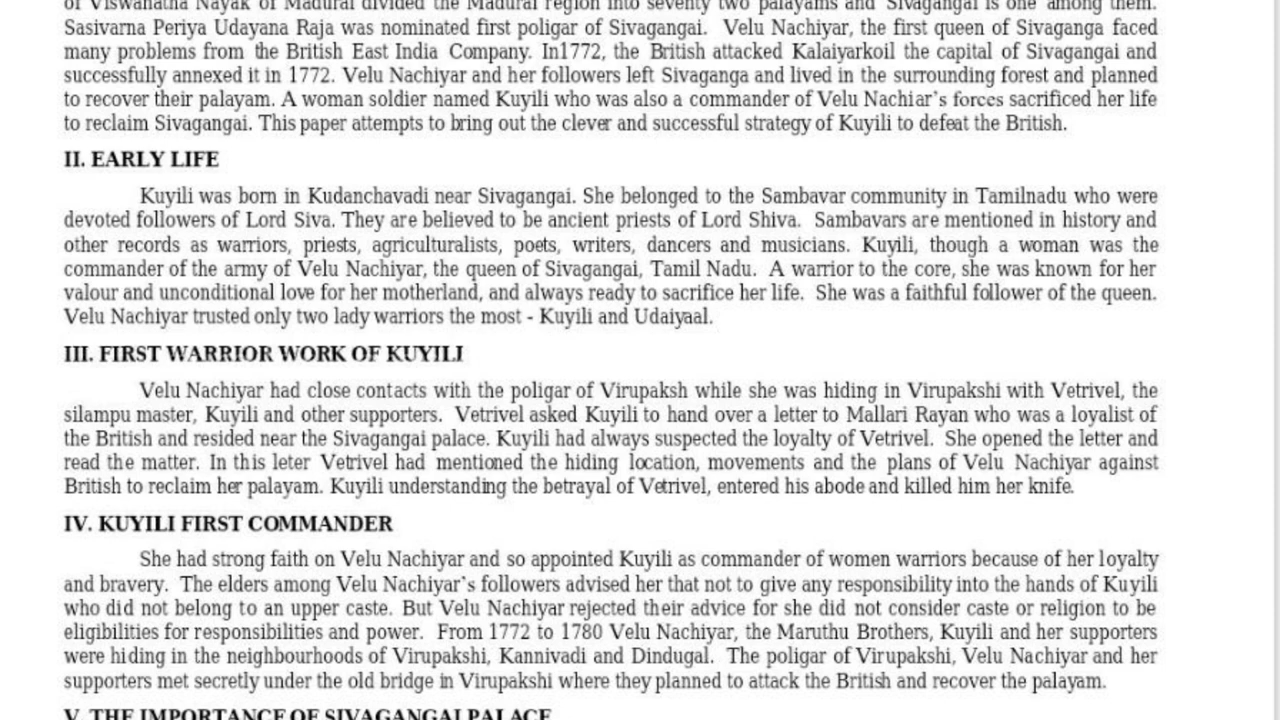 of Viswanatha Nayak of Madurai divided the Madurai region into seventy two palayams and Sivagangai is one among them.
Sasivarna Periya Udayana Raja was nominated first poligar of Sivagangai. Velu Nachiyar, the first queen of Sivaganga faced
many problems from the British East India Company. In1772, the British attacked Kalaiyarkoil the capital of Sivagangai and
successfully annexed it in 1772. Velu Nachiyar and her followers left Sivaganga and lived in the surrounding forest and planned
to recover their palayam. A woman soldier named Kuyili who was also a commander of Velu Nachiar's forces sacrificed her life
to reclaim Sivagangai. This paper attempts to bring out the clever and successful strategy of Kuyili to defeat the British.
II. EARLY LIFE
Kuyili was born in Kudanchavadi near Sivagangai. She belonged to the Sambavar community in Tamilnadu who were
devoted followers of Lord Siva. They are believed to be ancient priests of Lord Shiva. Sambavars are mentioned in history and
other records as warriors, priests, agriculturalists, poets, writers, dancers and musicians. Kuyili, though a woman was the
commander of the army of Velu Nachiyar, the queen of Sivagangai, Tamil Nadu. A warrior to the core, she was known for her
valour and unconditional love for her motherland, and always ready to sacrifice her life. She was a faithful follower of the queen.
Velu Nachiyar trusted only two lady warriors the most - Kuyili and Udaiyaal.
III. FIRST WARRIOR WORK OF KUYILI
Velu Nachiyar had close contacts with the poligar of Virupaksh while she was hiding in Virupakshi with Vetrivel, the
silampu master, Kuyili and other supporters. Vetrivel asked Kuyili to hand over a letter to Mallari Rayan who was a loyalist of
the British and resided near the Sivagangai palace. Kuyili had always suspected the loyalty of Vetrivel. She opened the letter and
read the matter. In this leter Vetrivel had mentioned the hiding location, movements and the plans of Velu Nachiyar against
British to reclaim her palayam. Kuyili understanding the betrayal of Vetrivel, entered his abode and killed him her knife.
IV. KUYILI FIRST COMMANDER
She had strong faith on Velu Nachiyar and so appointed Kuyili as commander of women warriors because of her loyalty
and bravery. The elders among Velu Nachiyar's followers advised her that not to give any responsibility into the hands of Kuyili
who did not belong to an upper caste. But Velu Nachiyar rejected their advice for she did not consider caste or religion to be
eligibilities for responsibilities and power. From 1772 to 1780 Velu Nachiyar, the Maruthu Brothers, Kuyili and her supporters
were hiding in the neighbourhoods of Virupakshi, Kannivadi and Dindugal. The poligar of Virupakshi, Velu Nachiyar and her
supporters met secretly under the old bridge in Virupakshi where they planned to attack the British and recover the palayam.
V. THE IMPORTANCE OF SIVAGANGAI PALACE